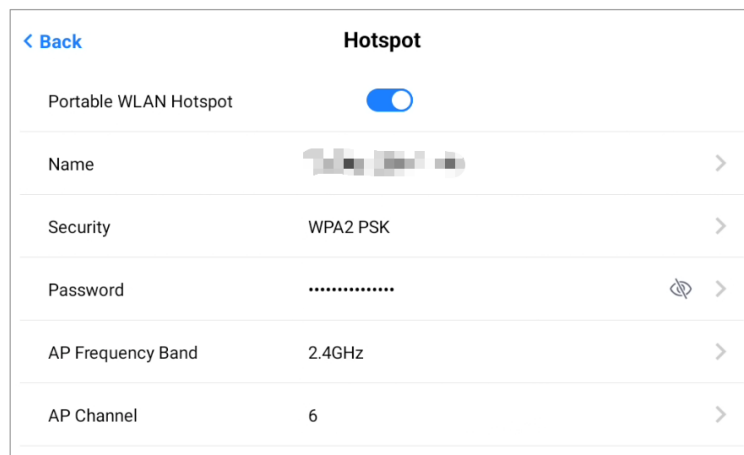 Back
Hotspot
Portable WLAN Hotspot
Name
Security WPA2 PSK
Password •••••••••••••••
AP Frequency Band 2.4GHz
AP Channel 6